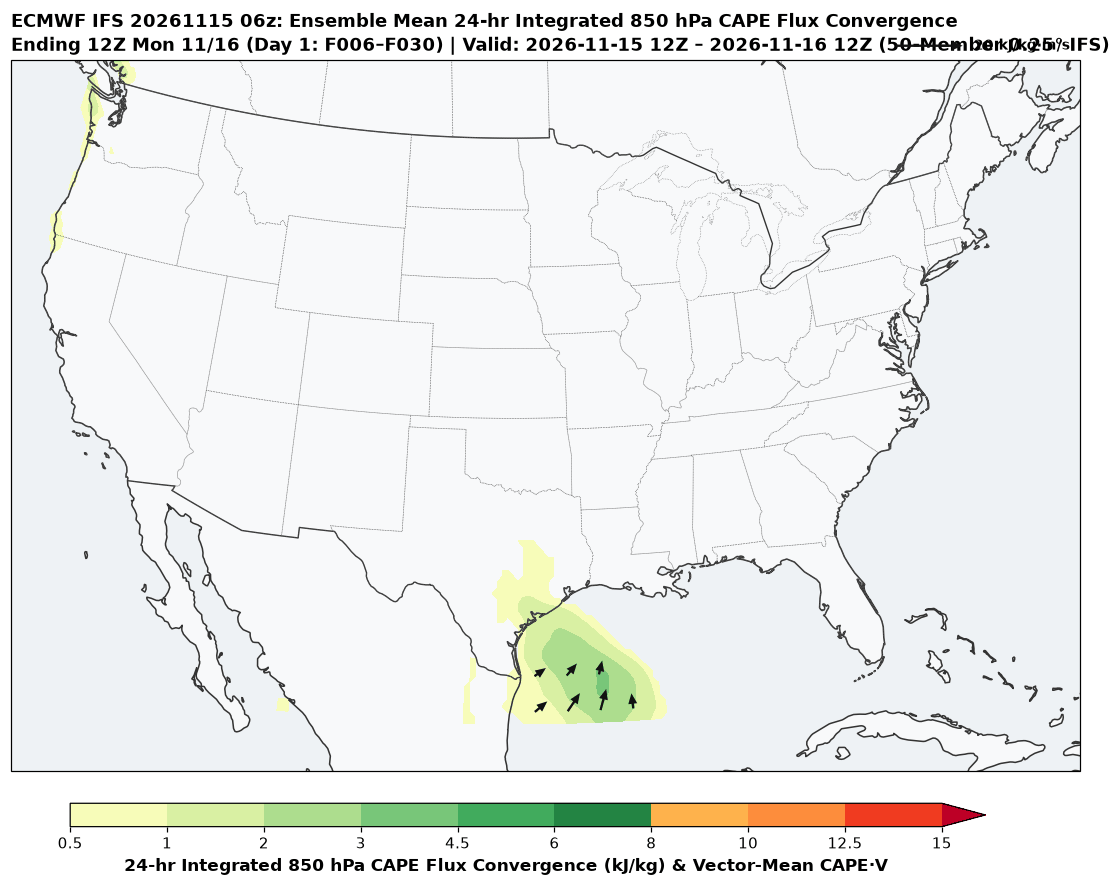 ECMWF IFS 20261115 06z: Ensemble Mean 24-hr Integrated 850 hPa CAPE Flux Convergence
Ending 12Z Mon 11/16 (Day 1: F006–F030) | Valid: 2026-11-15 12Z – 2026-11-16 12Z (50-Member 0.25° IFS)
0.5 1 2 3 4.5 6 8 10 12.5 15
24-hr Integrated 850 hPa CAPE Flux Convergence (kJ/kg) & Vector-Mean CAPE·V